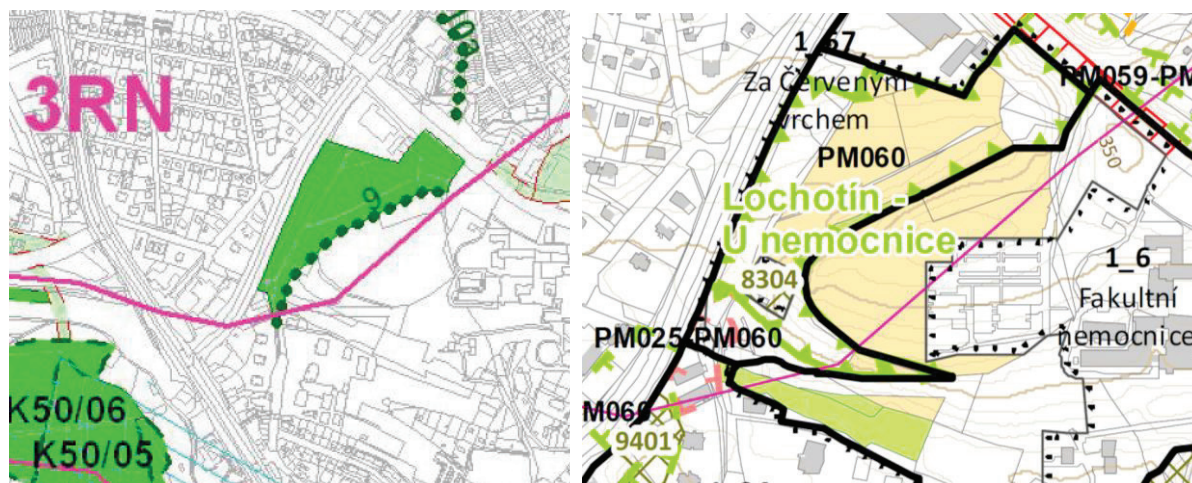 3RN
9
K50/06
K50/05
1_67
Za Červeným
vrchem
PM060
PM059-PM
350
Lochotín -
U nemocnice
8304
1_6
Fakultní
nemocnice
PM025-PM060
M060
9401